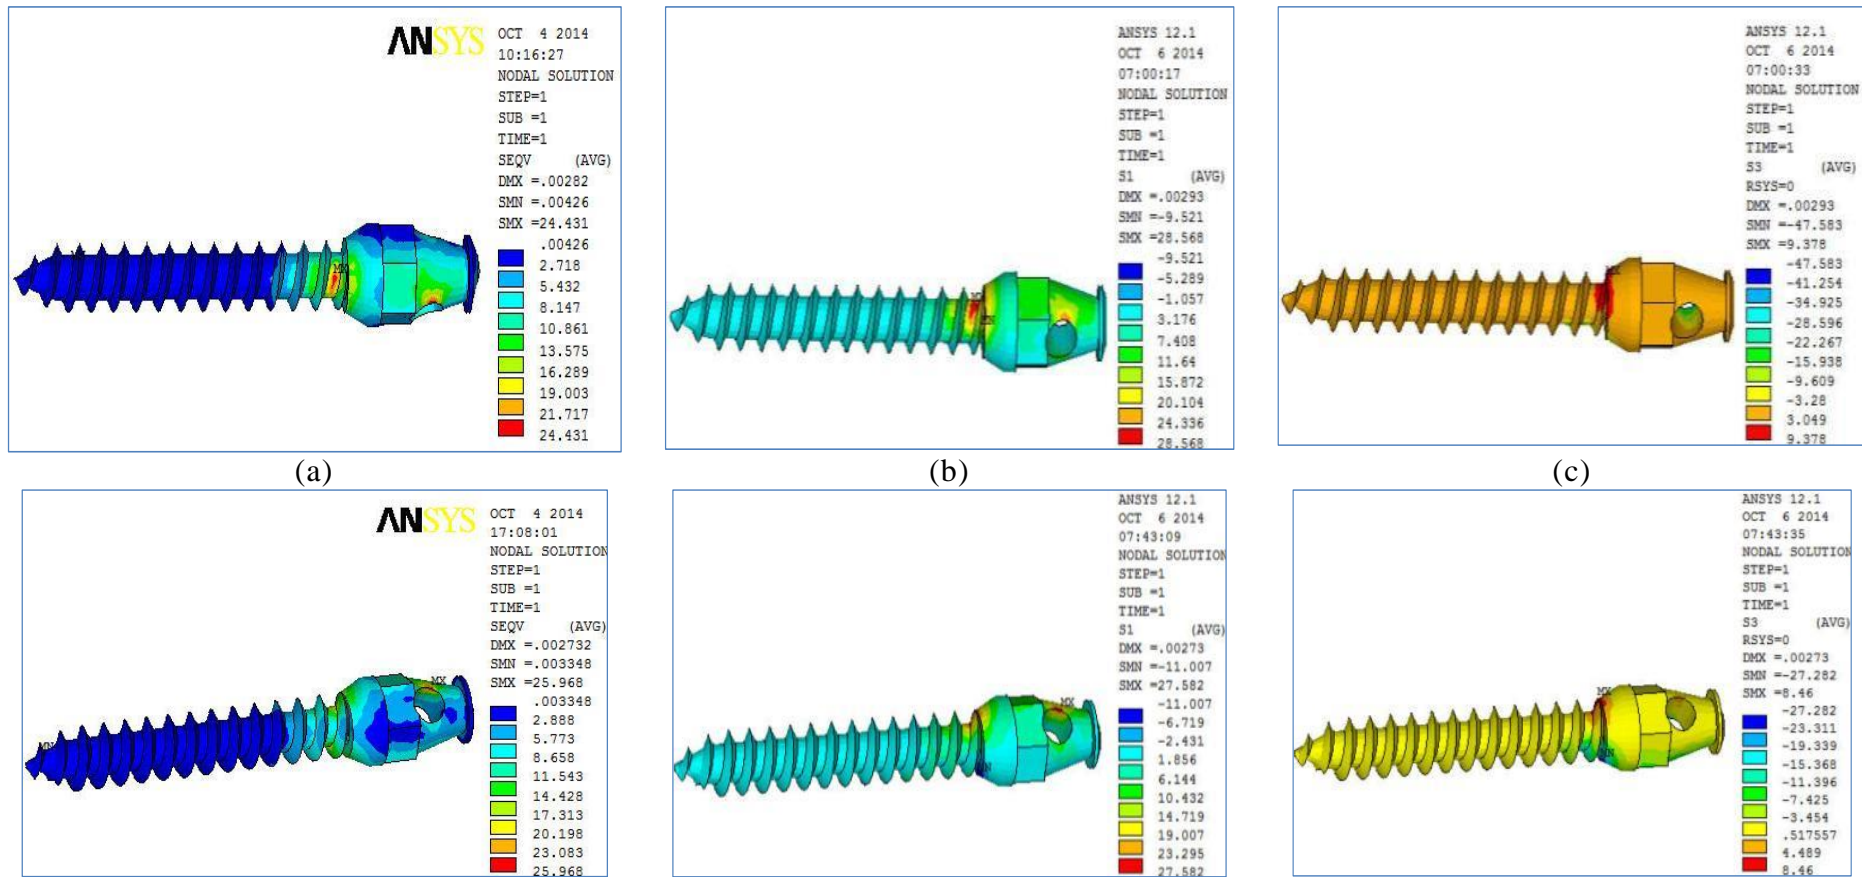 ANSYS
OCT 4 2014
10:16:27
NODAL SOLUTION
STEP=1
SUB =1
TIME=1
SEQV (AVG)
DMX =.00282
SMN =.00426
SMX =24.431
.00426
2.718
5.432
8.147
10.861
13.575
16.289
19.003
21.717
24.431
MX
(a)
ANSYS 12.1
OCT 6 2014
07:00:17
NODAL SOLUTION
STEP=1
SUB =1
TIME=1
S1 (AVG)
DMX =.00293
SMN =-9.521
SMX =28.568
-9.521
-5.289
-1.057
3.176
7.408
11.64
15.872
20.104
24.336
28.568
MN
(b)
ANSYS 12.1
OCT 6 2014
07:00:33
NODAL SOLUTION
STEP=1
SUB =1
TIME=1
S3 (AVG)
RSYS=0
DMX =.00293
SMN =-47.583
SMX =9.378
-47.583
-41.254
-34.925
-28.596
-22.267
-15.938
-9.609
-3.28
3.049
9.378
(c)
ANSYS
OCT 4 2014
17:08:01
NODAL SOLUTION
STEP=1
SUB =1
TIME=1
SEQV (AVG)
DMX =.002732
SMN =.003348
SMX =25.968
.003348
2.888
5.773
8.658
11.543
14.428
17.313
20.198
23.083
25.968
MX
MN
ANSYS 12.1
OCT 6 2014
07:43:09
NODAL SOLUTION
STEP=1
SUB =1
TIME=1
S1 (AVG)
DMX =.00273
SMN =-11.007
SMX =27.582
-11.007
-6.719
-2.431
1.856
6.144
10.432
14.719
19.007
23.295
27.582
MX
MN
ANSYS 12.1
OCT 6 2014
07:43:35
NODAL SOLUTION
STEP=1
SUB =1
TIME=1
S3 (AVG)
RSYS=0
DMX =.00273
SMN =-27.282
SMX =8.46
-27.282
-23.311
-19.339
-15.368
-11.396
-7.425
-3.454
.517557
4.489
8.46
MX
MN